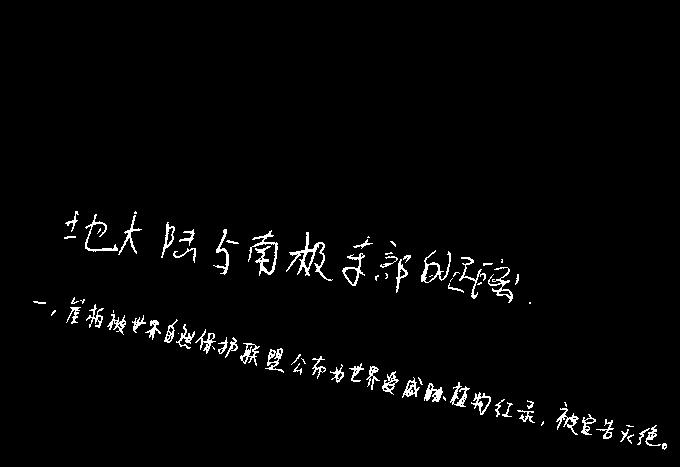 地大陆与南极东部的距离.
一，崖柏被世界自然保护联盟公布为世界受威胁植物红录，被宣告灭绝。